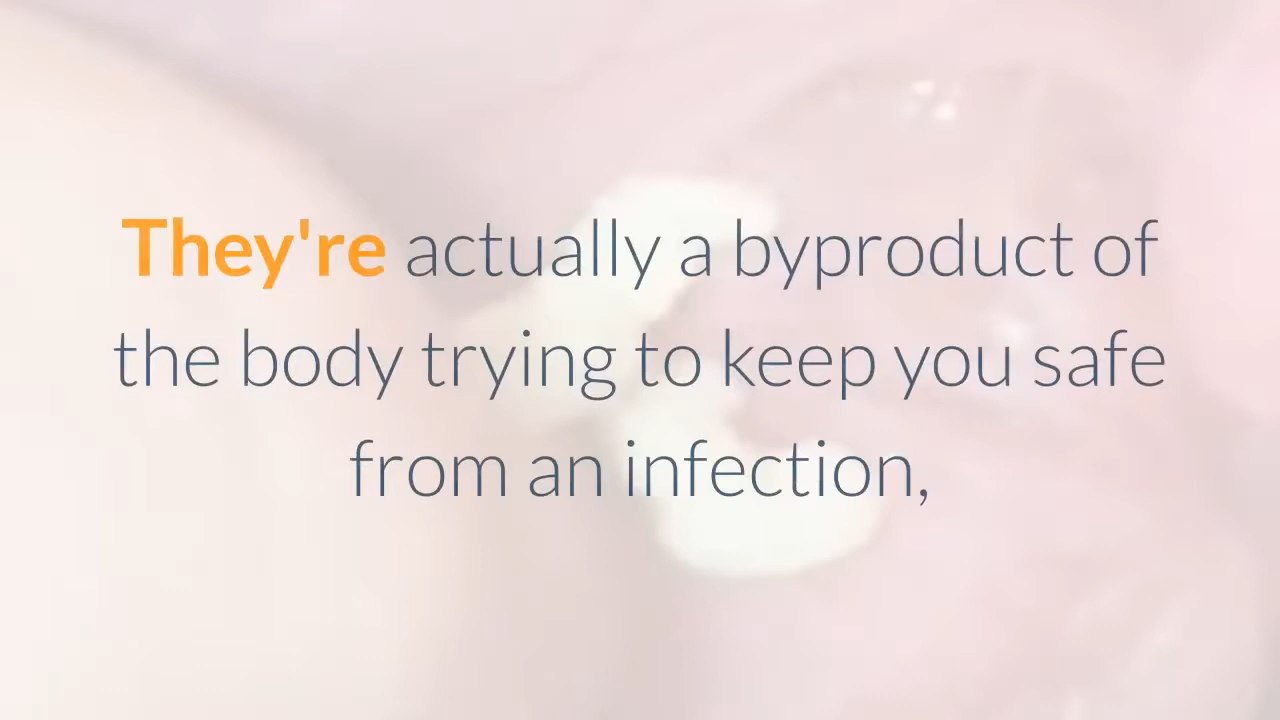 They're actually a byproduct of
the body trying to keep you safe
from an infection,